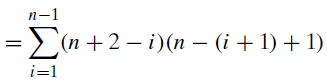 = \sum_{i=1}^{n-1} (n + 2 - i)(n - (i + 1) + 1)